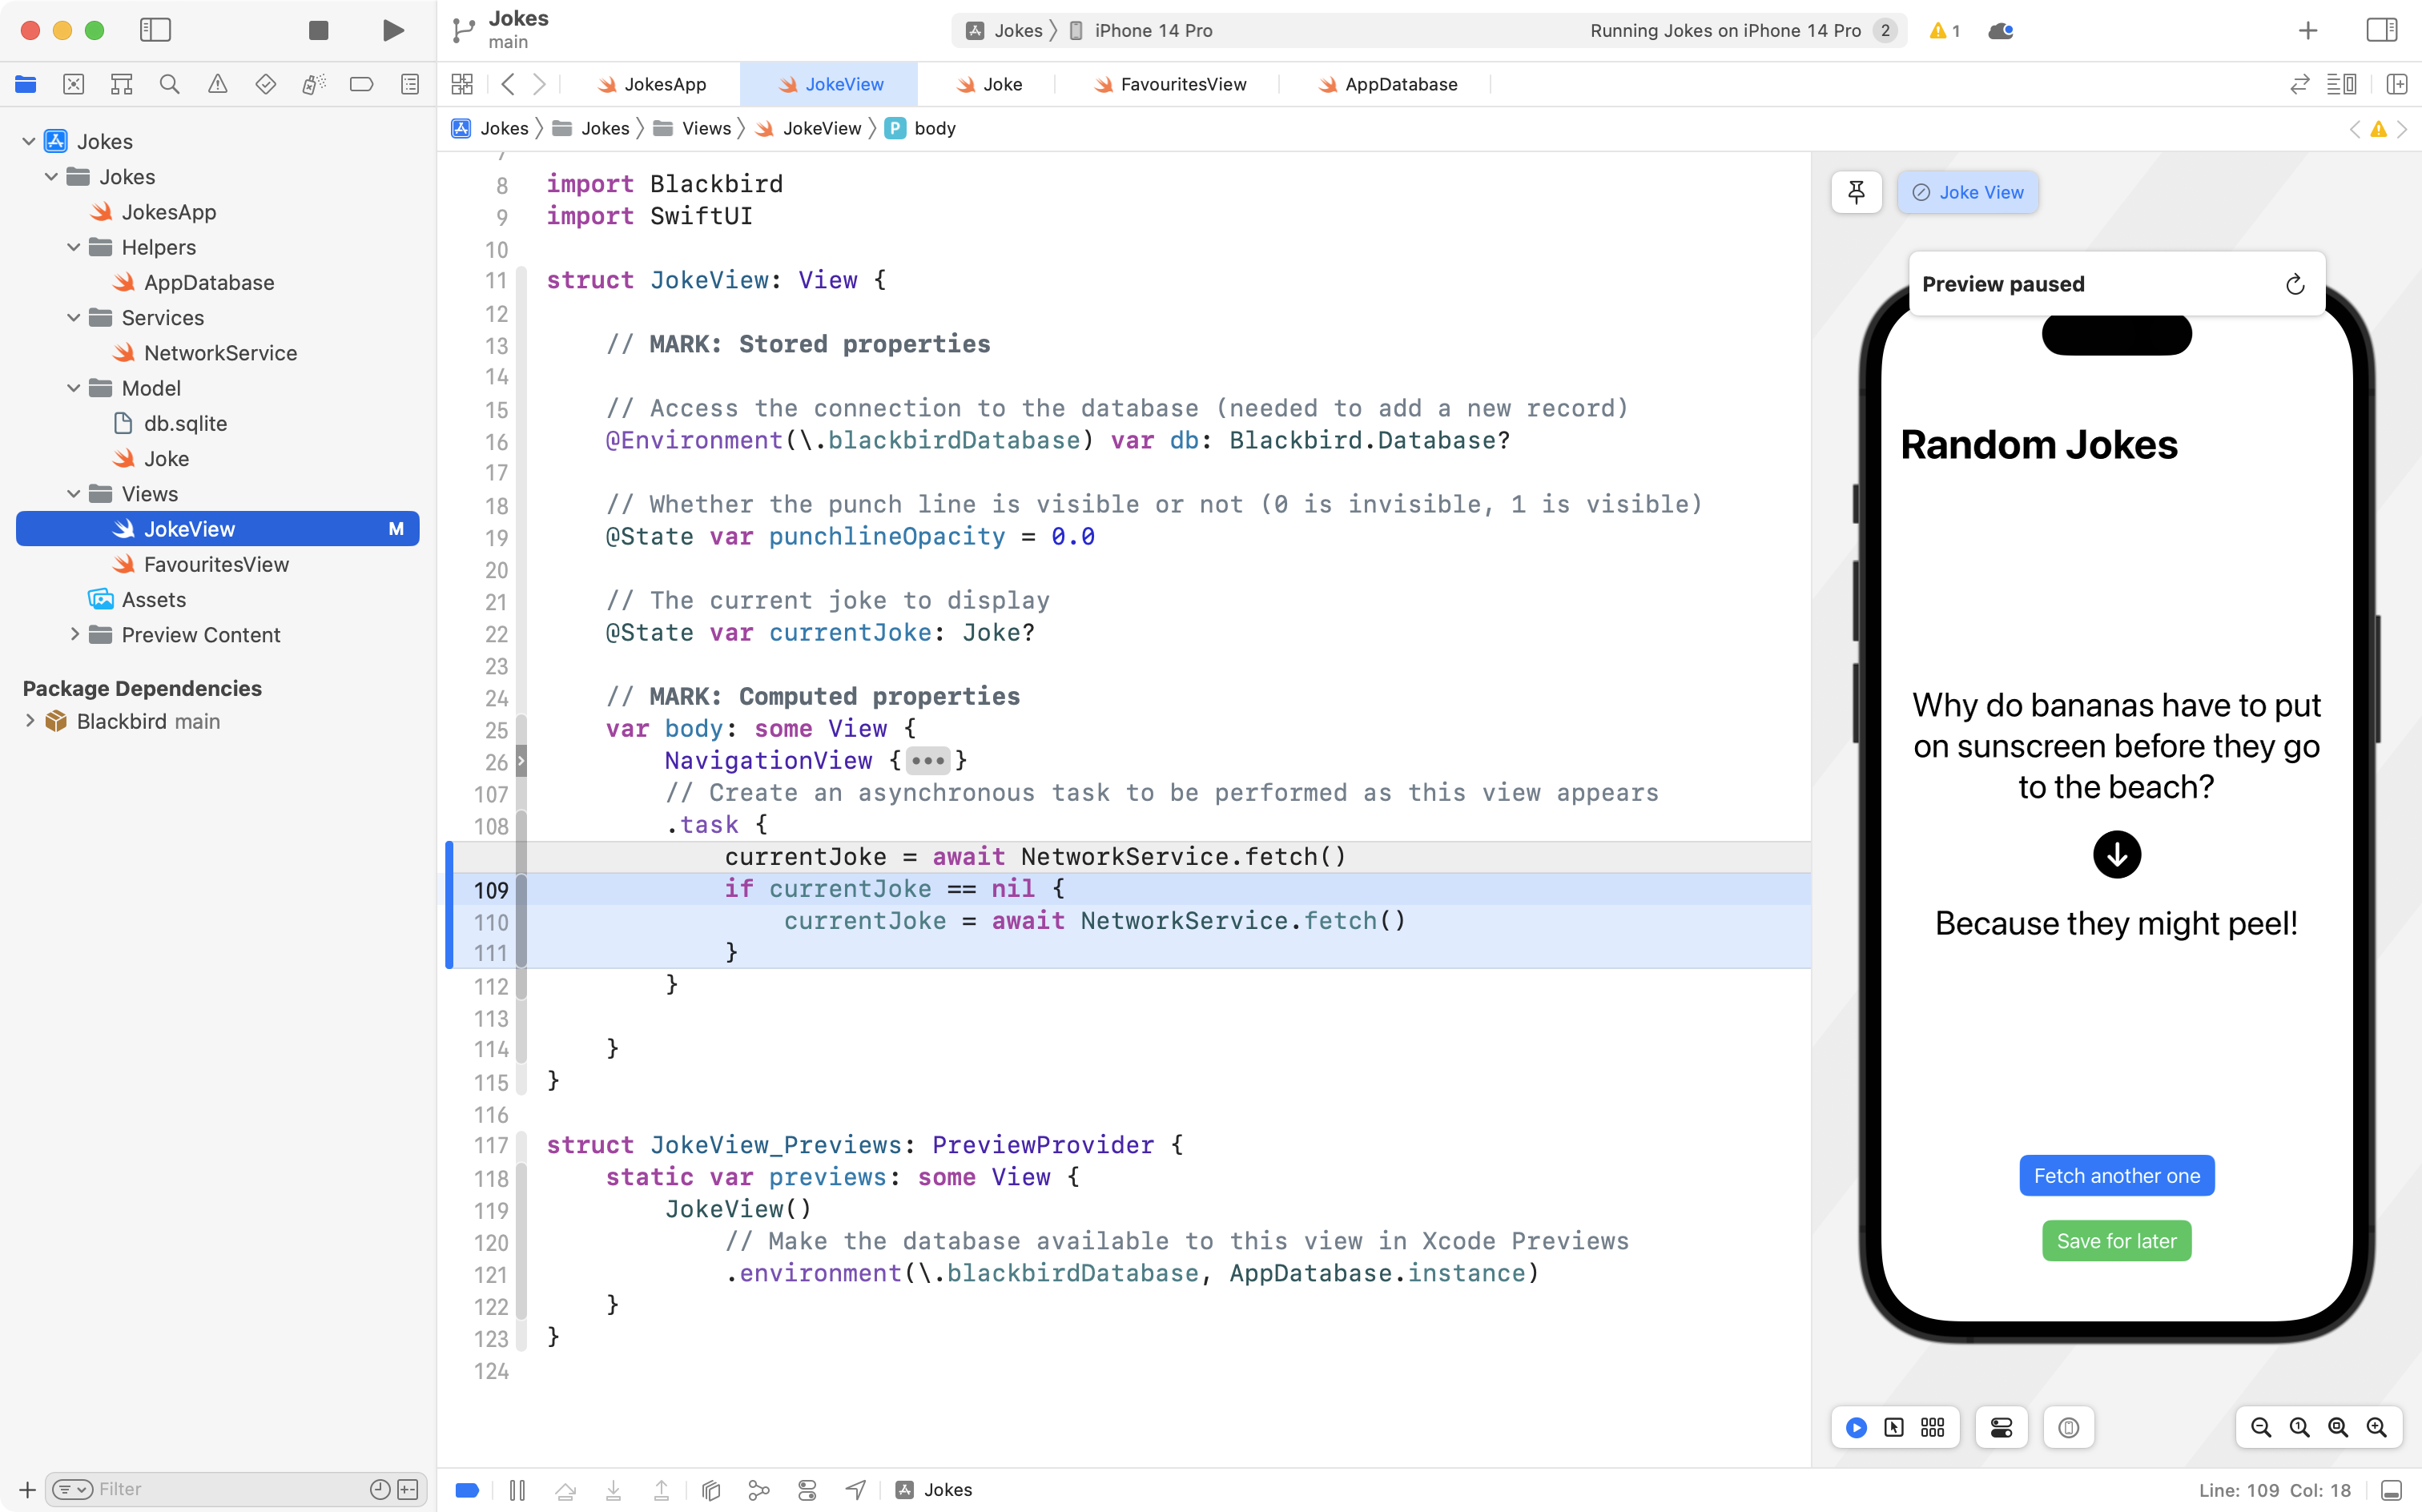 Jokes
main
Jokes
iPhone 14 Pro
Running Jokes on iPhone 14 Pro
2
1
JokesApp
JokeView
Joke
FavouritesView
AppDatabase
Jokes
Jokes
Views
JokeView
P
body
Jokes
Jokes
JokesApp
Helpers
AppDatabase
Services
NetworkService
Model
db.sqlite
Joke
Views
JokeView
M
FavouritesView
Assets
Preview Content
Package Dependencies
Blackbird main
Filter
8 import Blackbird
9 import SwiftUI
10
11 struct JokeView: View {
12
13 // MARK: Stored properties
14
15 // Access the connection to the database (needed to add a new record)
16 @Environment(\.blackbirdDatabase) var db: Blackbird.Database?
17
18 // Whether the punch line is visible or not (0 is invisible, 1 is visible)
19 @State var punchlineOpacity = 0.0
20
21 // The current joke to display
22 @State var currentJoke: Joke?
23
24 // MARK: Computed properties
25 var body: some View {
26 NavigationView {•••}
107 // Create an asynchronous task to be performed as this view appears
108 .task {
currentJoke = await NetworkService.fetch()
109 if currentJoke == nil {
110 currentJoke = await NetworkService.fetch()
111 }
112 }
113
114 }
115 }
116
117 struct JokeView_Previews: PreviewProvider {
118 static var previews: some View {
119 JokeView()
120 // Make the database available to this view in Xcode Previews
121 .environment(\.blackbirdDatabase, AppDatabase.instance)
122 }
123 }
124
Joke View
Preview paused
Random Jokes
Why do bananas have to put
on sunscreen before they go
to the beach?
Because they might peel!
Fetch another one
Save for later
Jokes
Line: 109 Col: 18